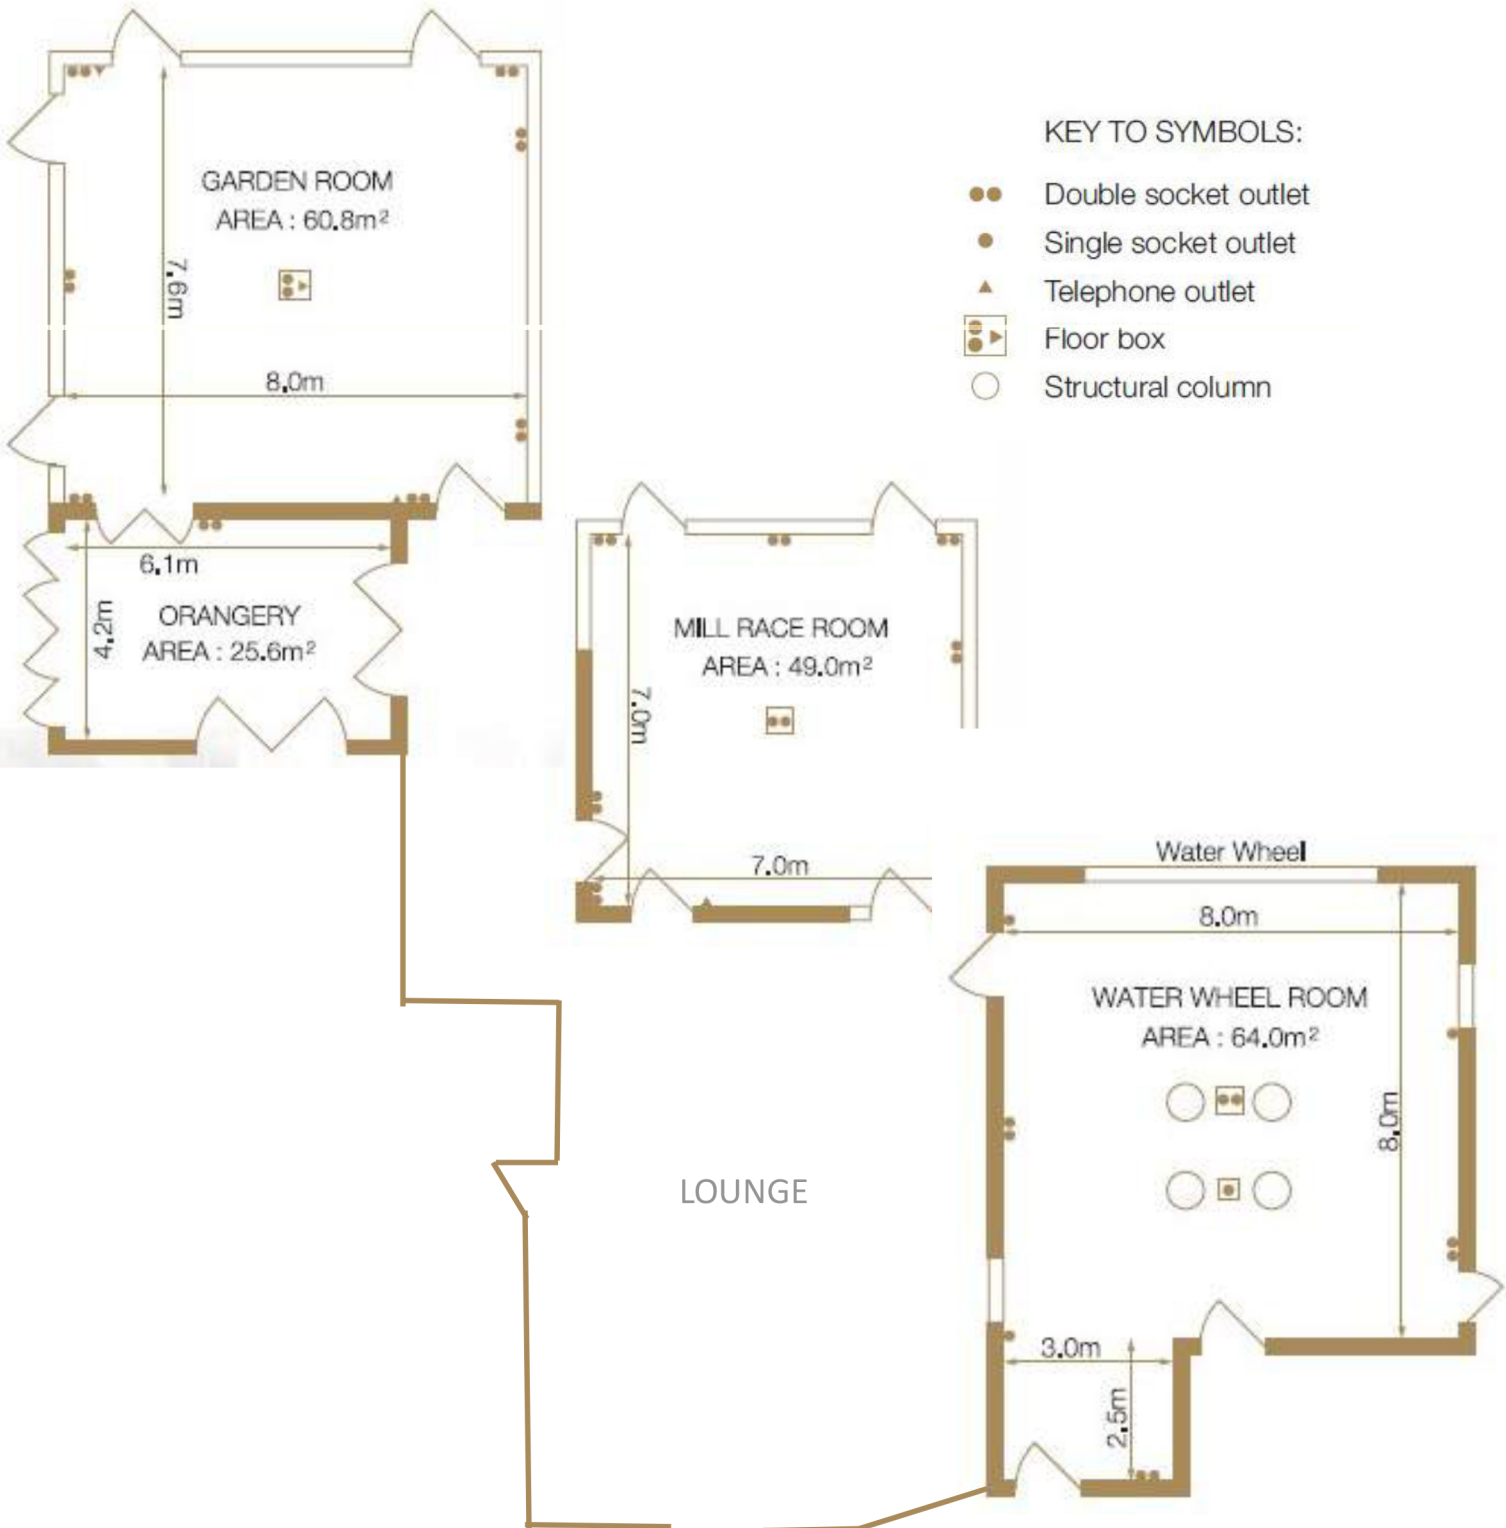 GARDEN ROOM
AREA : 60.8m²
7.6m
8.0m
KEY TO SYMBOLS:
Double socket outlet
Single socket outlet
Telephone outlet
Floor box
Structural column
6.1m
4.2m
ORANGERY
AREA : 25.6m²
MILL RACE ROOM
AREA : 49.0m²
7.0m
7.0m
Water Wheel
8.0m
WATER WHEEL ROOM
AREA : 64.0m²
8.0m
LOUNGE
3.0m
2.5m